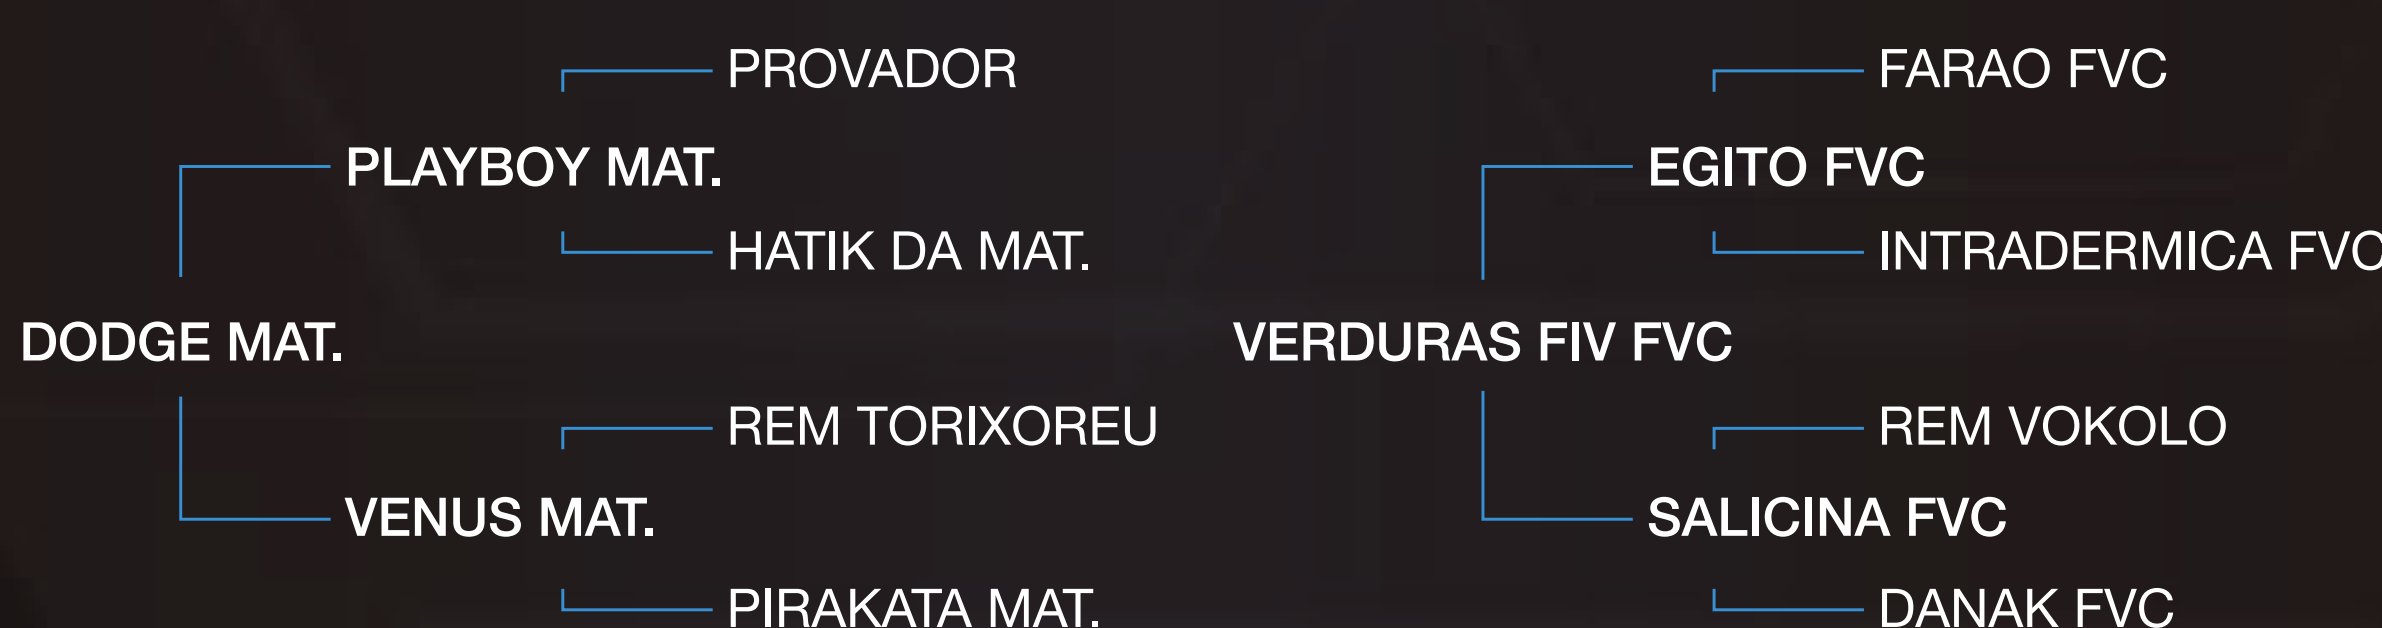 PROVADOR
PLAYBOY MAT.
HATIK DA MAT.
DODGE MAT.
REM TORIXOREU
VENUS MAT.
PIRAKATA MAT.
FARAO FVC
EGITO FVC
INTRADERMICA FVC
VERDURAS FIV FVC
REM VOKOLO
SALICINA FVC
DANAK FVC